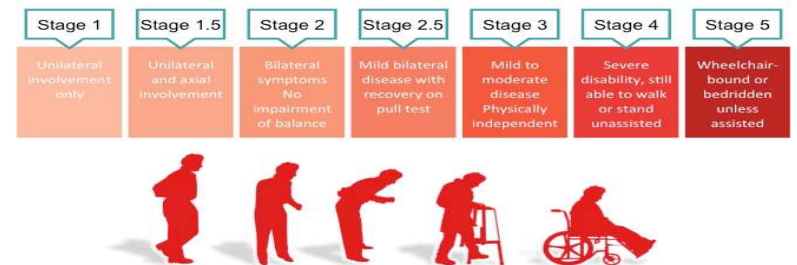 Stage 1
Stage 1.5
Stage 2
Stage 2.5
Stage 3
Stage 4
Stage 5
Unilateral
involvement
only
Unilateral
and axial
involvement
Bilateral
symptoms
No
impairment
of balance
Mild bilateral
disease with
recovery on
pull test
Mild to
moderate
disease
Physically
independent
Severe
disability, still
able to walk
or stand
unassisted
Wheelchair-
bound or
bedridden
unless
assisted